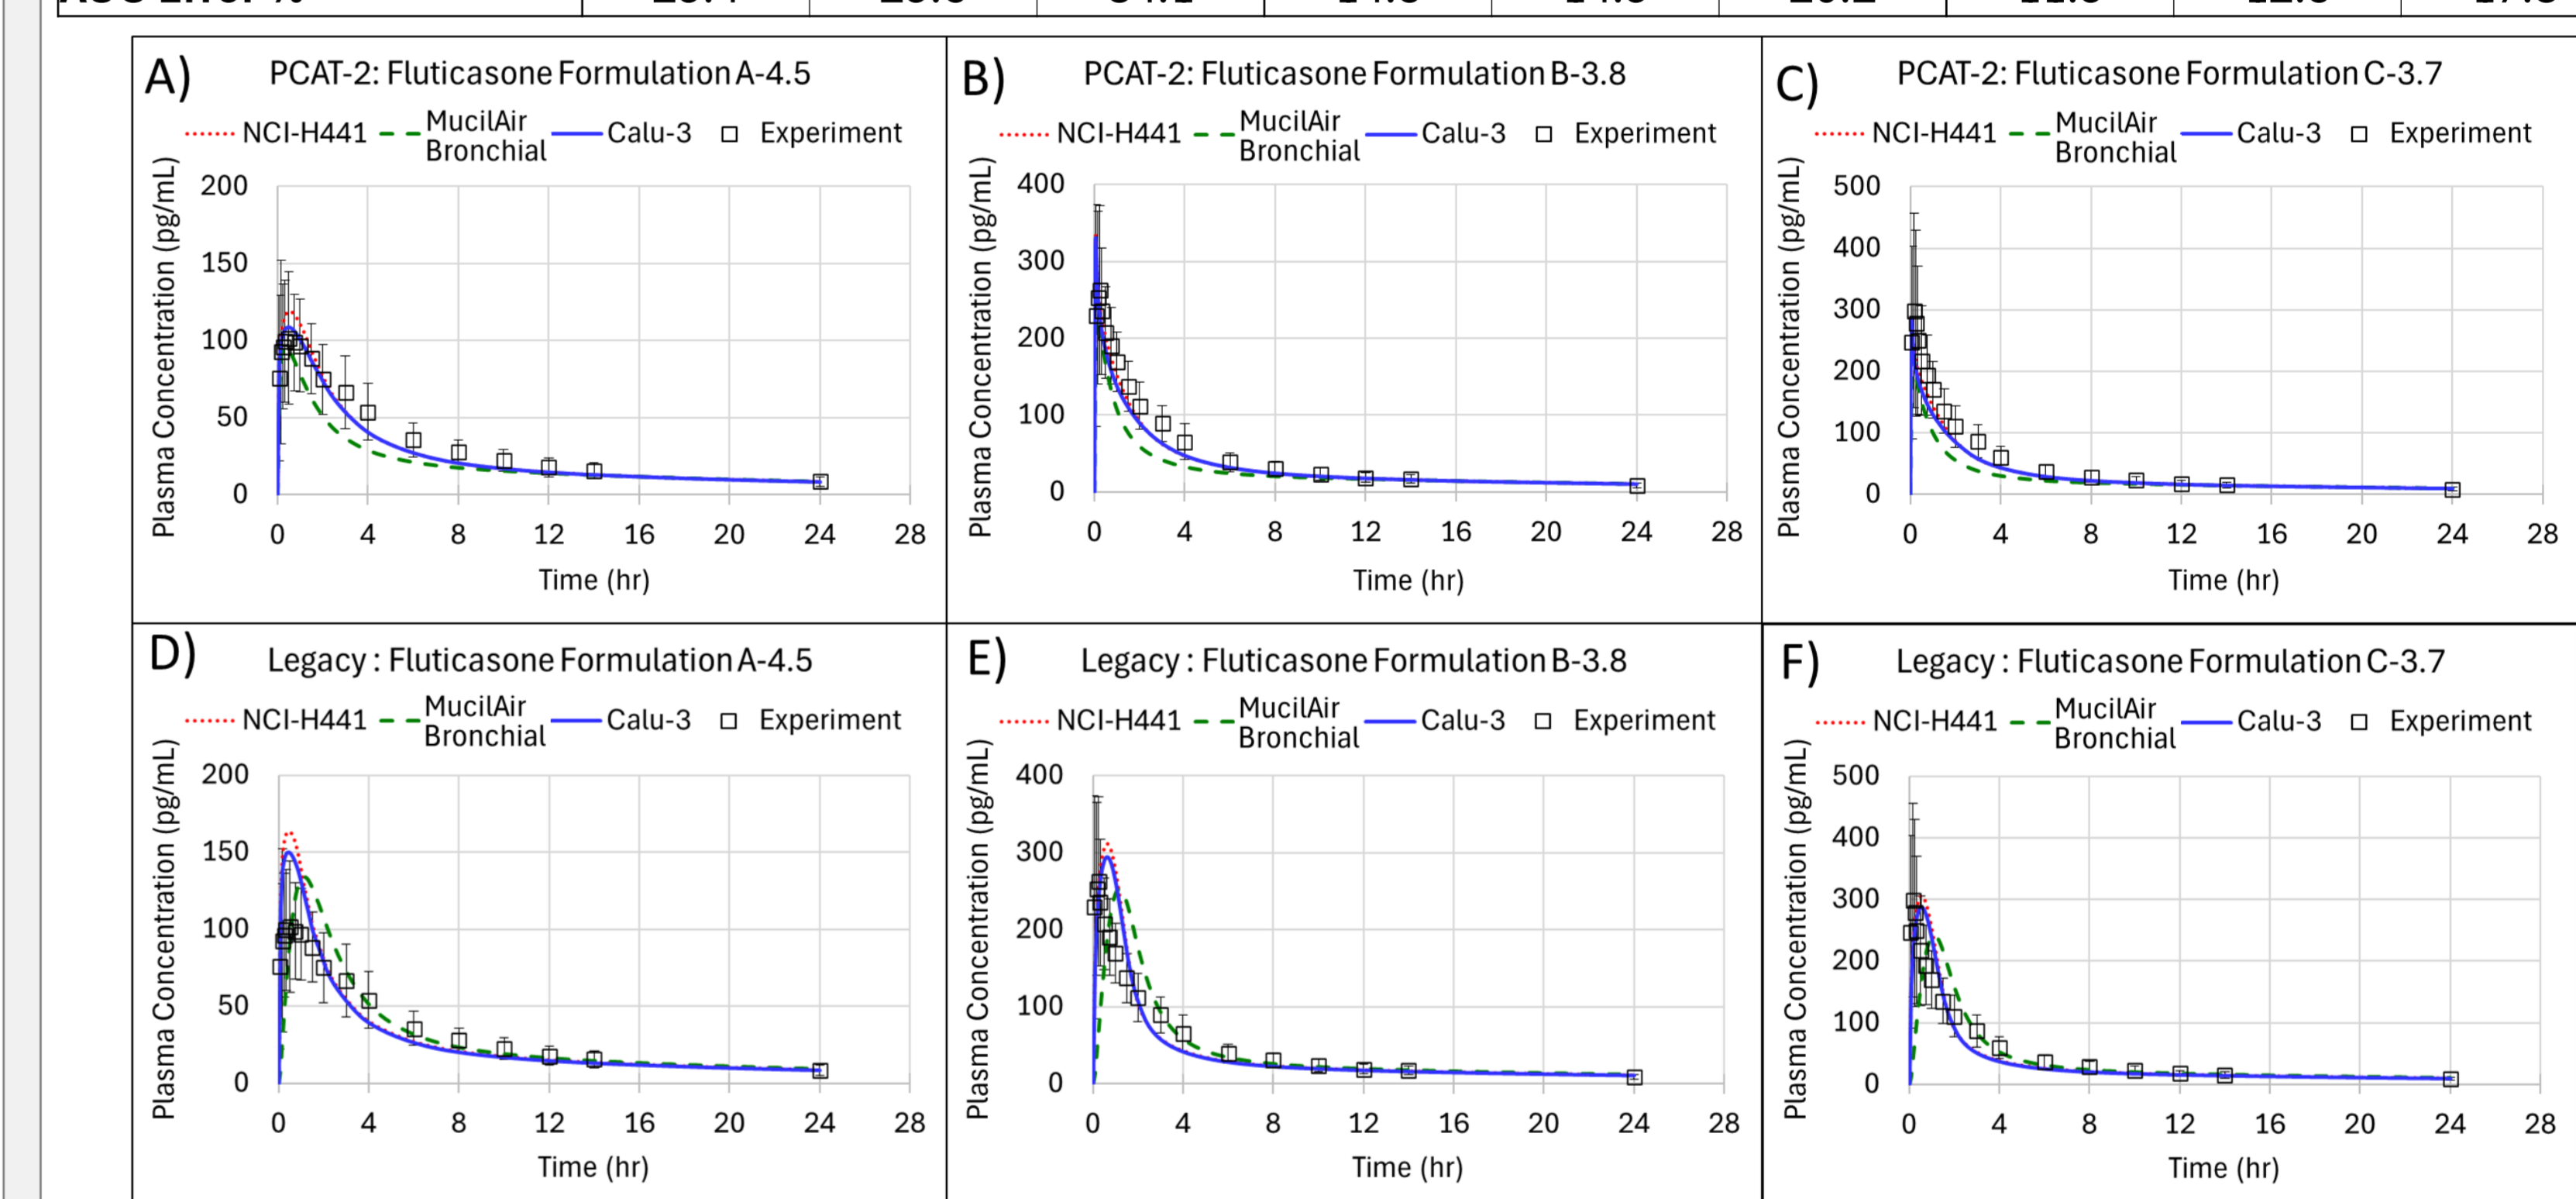 A) PCAT-2: Fluticasone Formulation A-4.5
NCI-H441 MucilAir Bronchial Calu-3 Experiment
Plasma Concentration (pg/mL)
200
150
100
50
0
0 4 8 12 16 20 24 28
Time (hr)
B) PCAT-2: Fluticasone Formulation B-3.8
NCI-H441 MucilAir Bronchial Calu-3 Experiment
Plasma Concentration (pg/mL)
400
300
200
100
0
0 4 8 12 16 20 24 28
Time (hr)
C) PCAT-2: Fluticasone Formulation C-3.7
NCI-H441 MucilAir Bronchial Calu-3 Experiment
Plasma Concentration (pg/mL)
500
400
300
200
100
0
0 4 8 12 16 20 24 28
Time (hr)
D) Legacy : Fluticasone Formulation A-4.5
NCI-H441 MucilAir Bronchial Calu-3 Experiment
Plasma Concentration (pg/mL)
200
150
100
50
0
0 4 8 12 16 20 24 28
Time (hr)
E) Legacy : Fluticasone Formulation B-3.8
NCI-H441 MucilAir Bronchial Calu-3 Experiment
Plasma Concentration (pg/mL)
400
300
200
100
0
0 4 8 12 16 20 24 28
Time (hr)
F) Legacy : Fluticasone Formulation C-3.7
NCI-H441 MucilAir Bronchial Calu-3 Experiment
Plasma Concentration (pg/mL)
500
400
300
200
100
0
0 4 8 12 16 20 24 28
Time (hr)